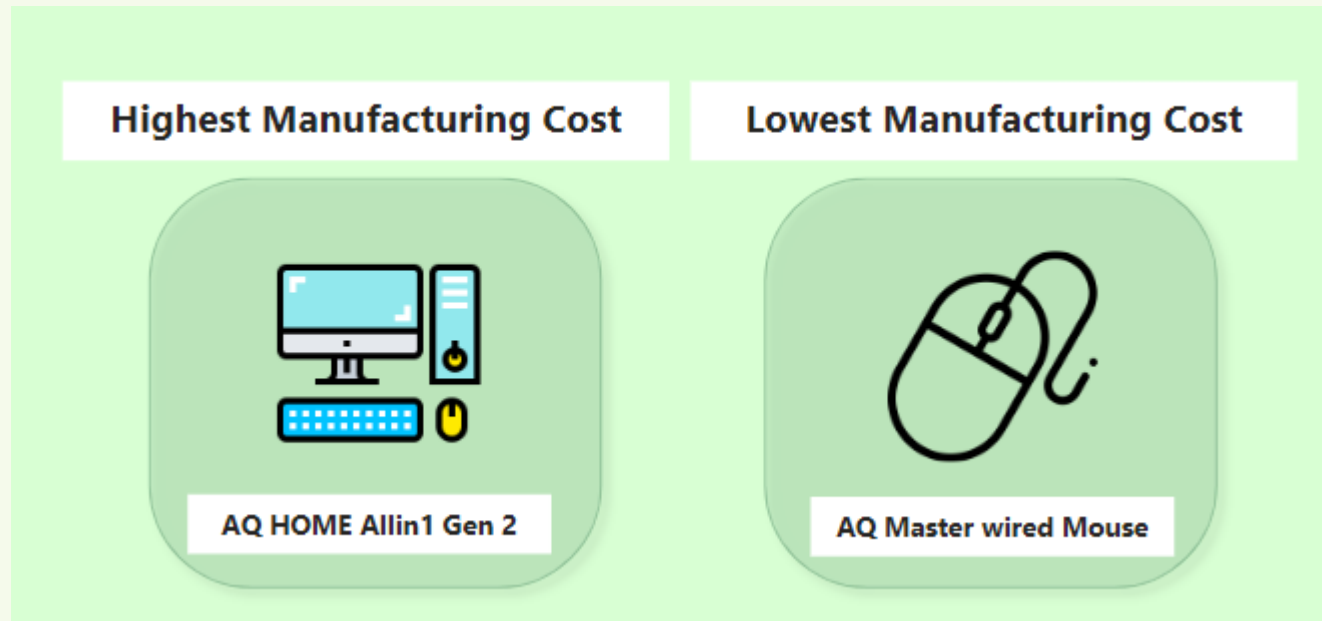 Highest Manufacturing Cost
Lowest Manufacturing Cost
AQ HOME Allin1 Gen 2
AQ Master wired Mouse